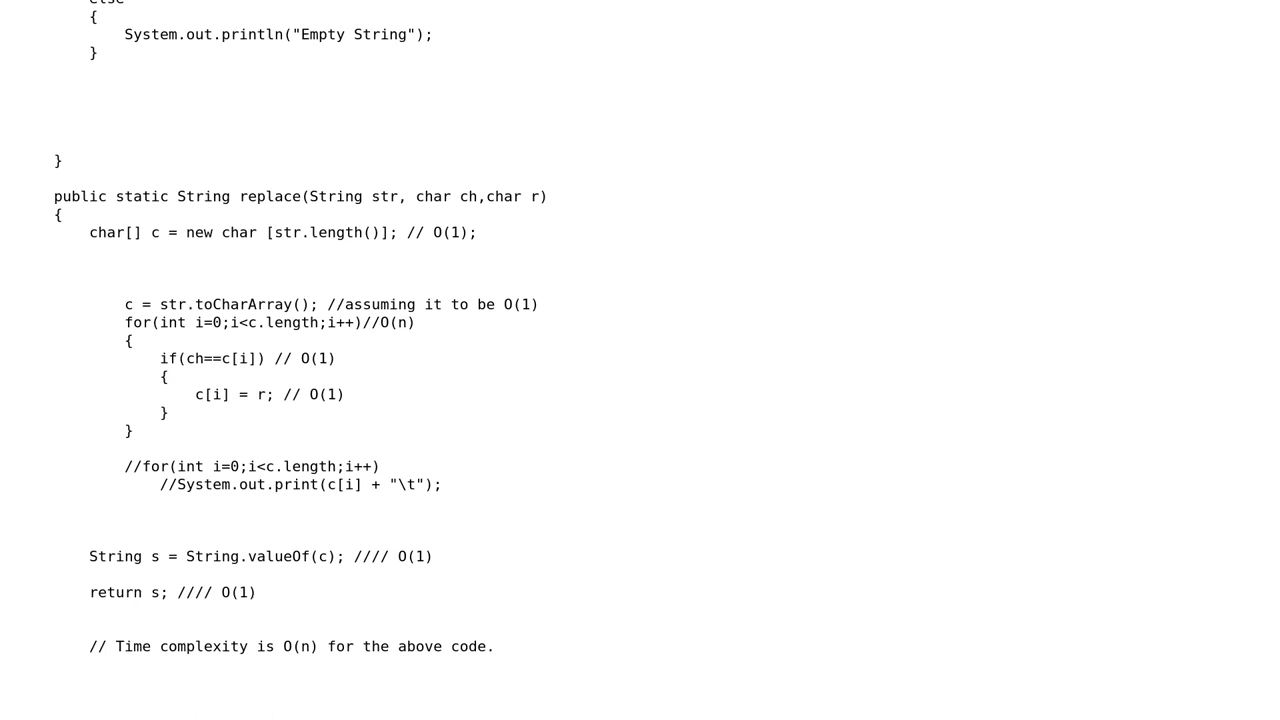 else
{
System.out.println("Empty String");
}
}
public static String replace(String str, char ch,char r)
{
char[] c = new char [str.length()]; // O(1);
c = str.toCharArray(); //assuming it to be O(1)
for(int i=0;i<c.length;i++)//O(n)
{
if(ch==c[i]) // O(1)
{
c[i] = r; // O(1)
}
}
//for(int i=0;i<c.length;i++)
//System.out.print(c[i] + "\t");
String s = String.valueOf(c); //// O(1)
return s; //// O(1)
// Time complexity is O(n) for the above code.